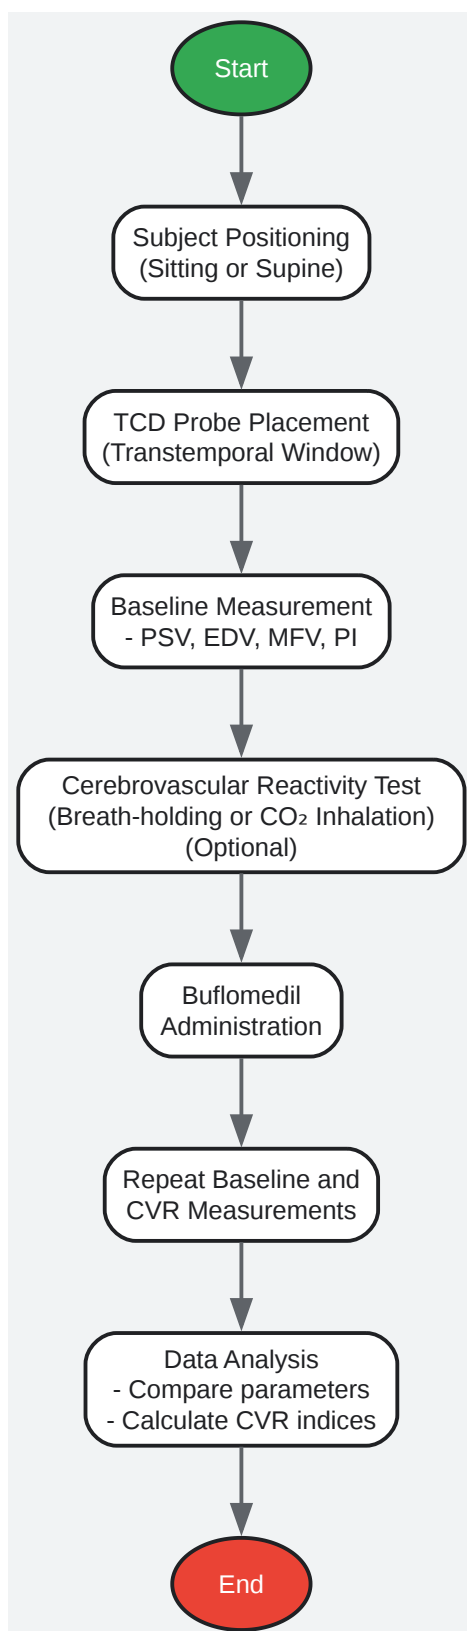 Start
Subject Positioning
(Sitting or Supine)
TCD Probe Placement
(Transtemporal Window)
Baseline Measurement
- PSV, EDV, MFV, PI
Cerebrovascular Reactivity Test
(Breath-holding or CO₂ Inhalation)
(Optional)
Buflomedil
Administration
Repeat Baseline and
CVR Measurements
Data Analysis
- Compare parameters
- Calculate CVR indices
End